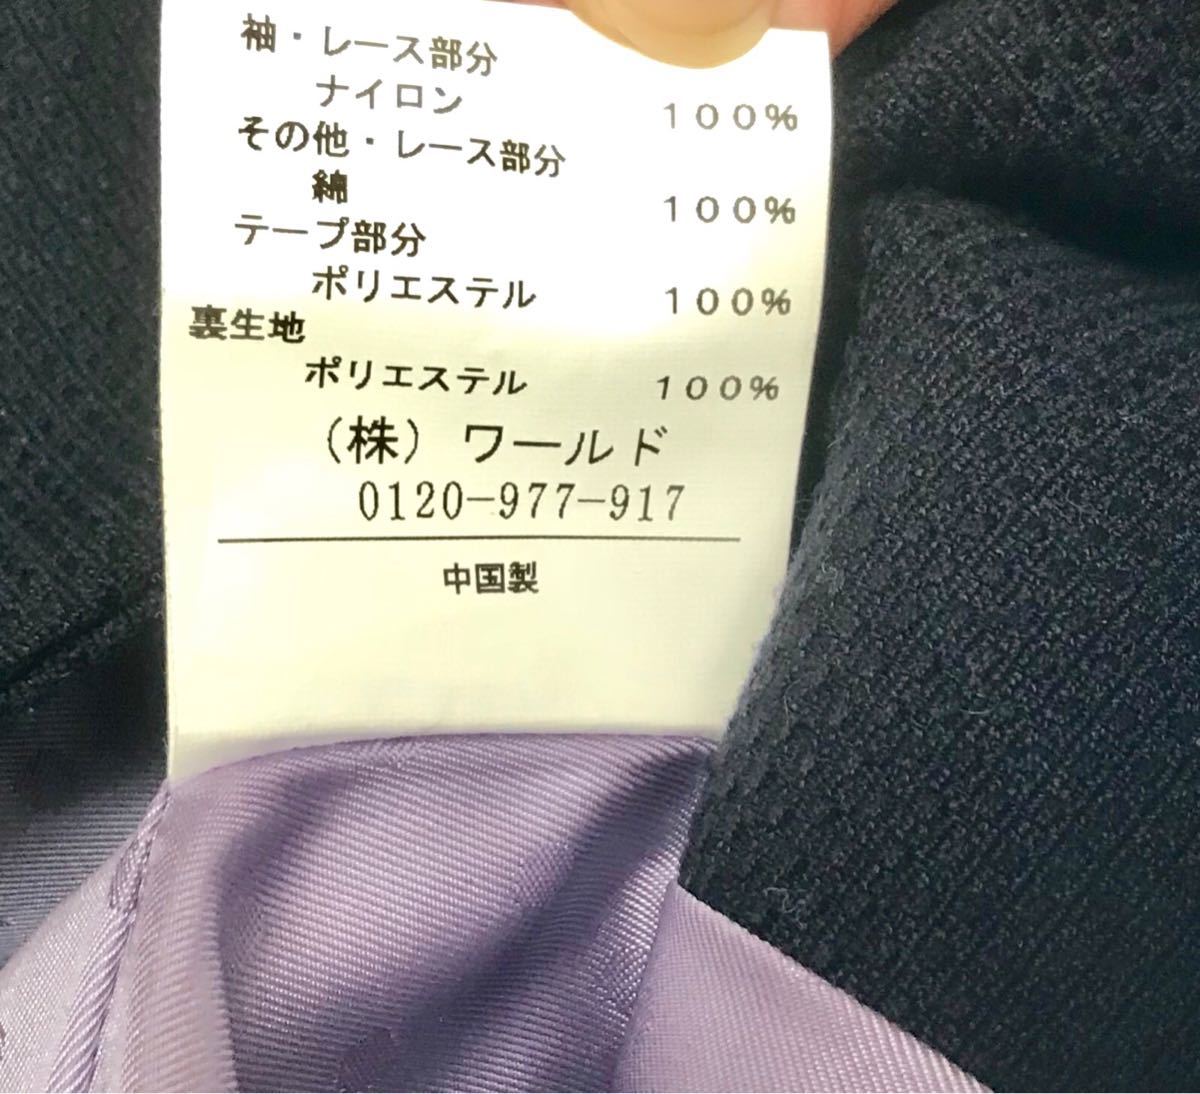 袖・レース部分
ナイロン 100%
その他・レース部分
綿 100%
テープ部分
ポリエステル 100%
裏生地
ポリエステル 100%
(株)ワールド
0120-977-917
中国製